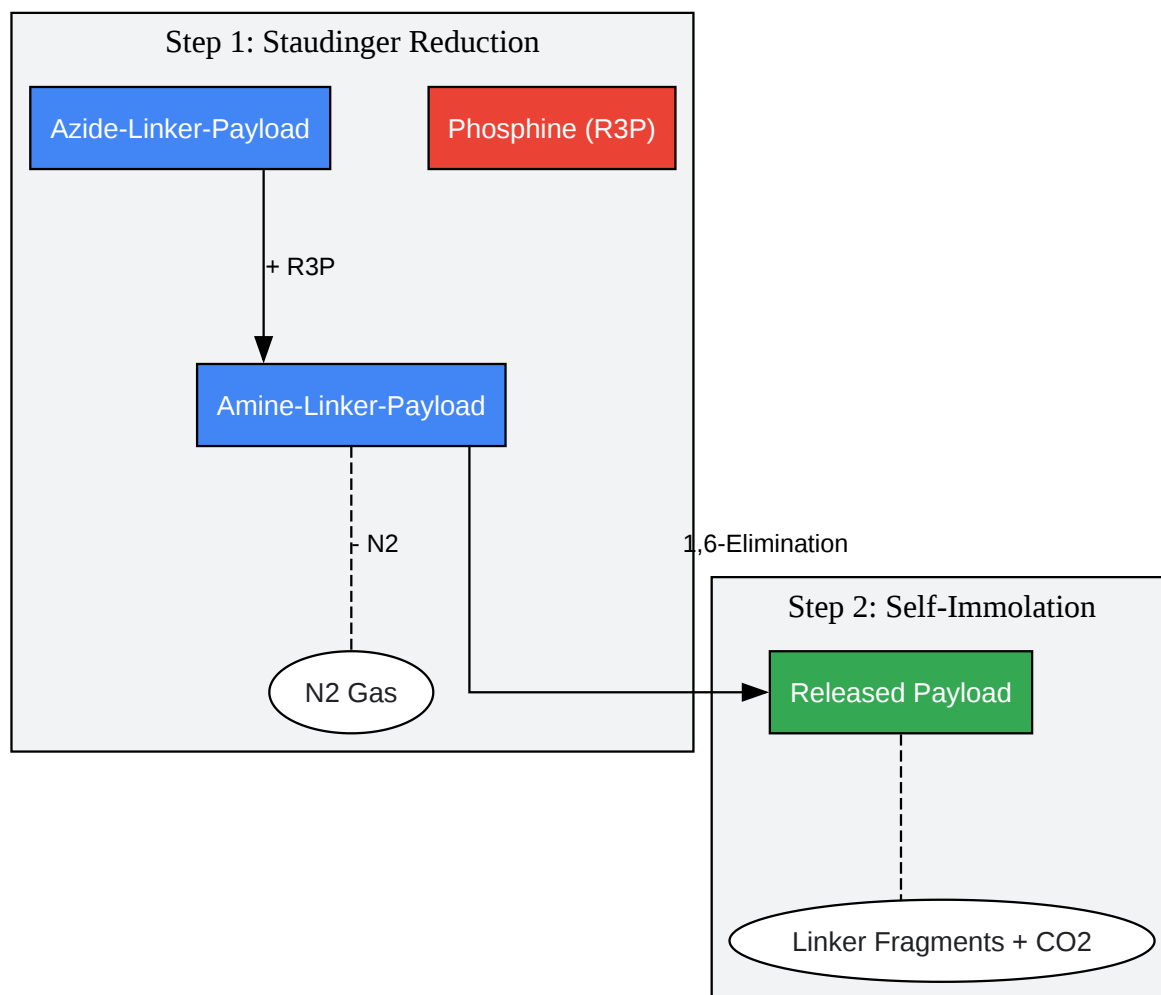 Step 1: Staudinger Reduction
Azide-Linker-Payload
Phosphine (R3P)
+ R3P
Amine-Linker-Payload
- N2
1,6-Elimination
Step 2: Self-Immolation
N2 Gas
Released Payload
Linker Fragments + CO2